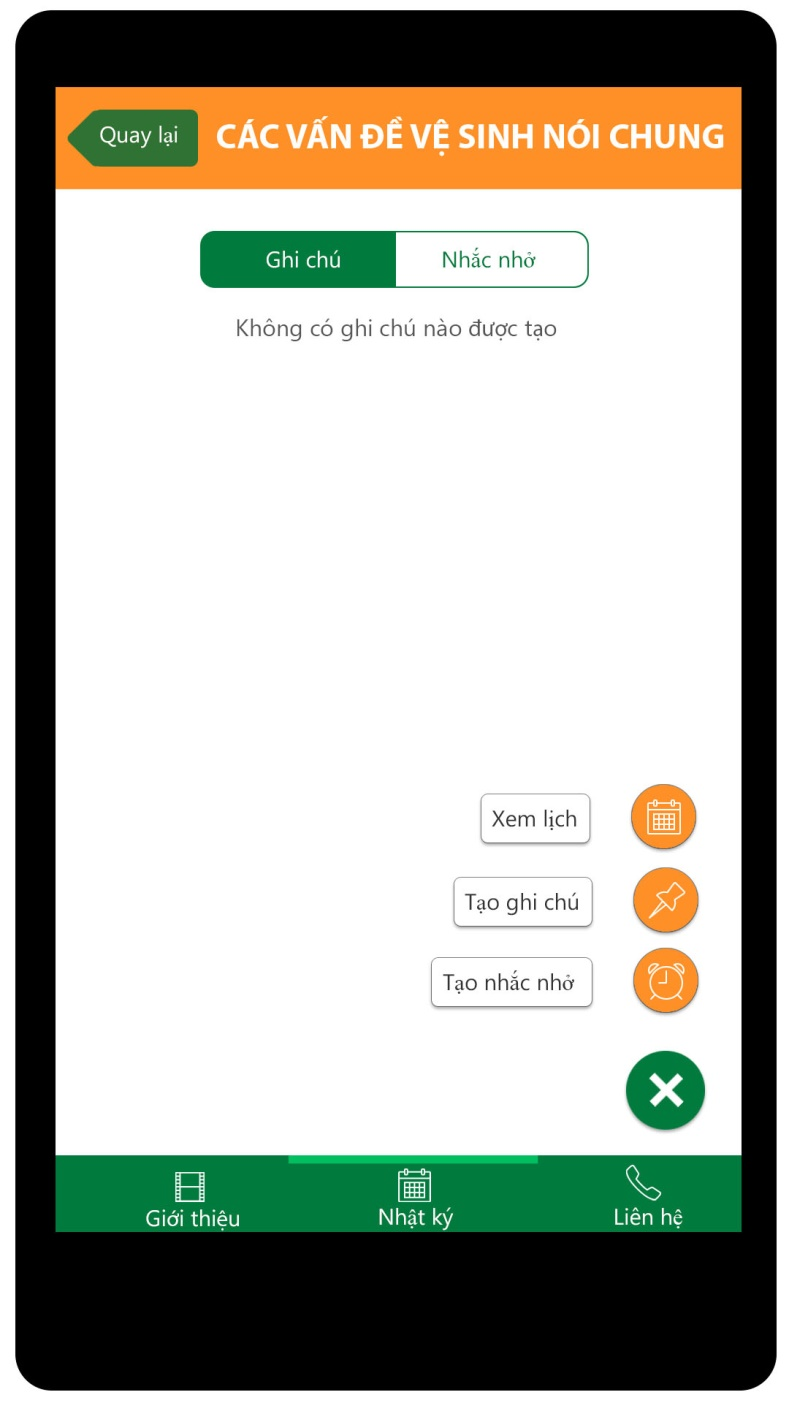 Quay lại
CÁC VẤN ĐỀ VỆ SINH NÓI CHUNG
Ghi chú
Nhắc nhở
Không có ghi chú nào được tạo
Xem lịch
Tạo ghi chú
Tạo nhắc nhở
Giới thiệu
Nhật ký
Liên hệ